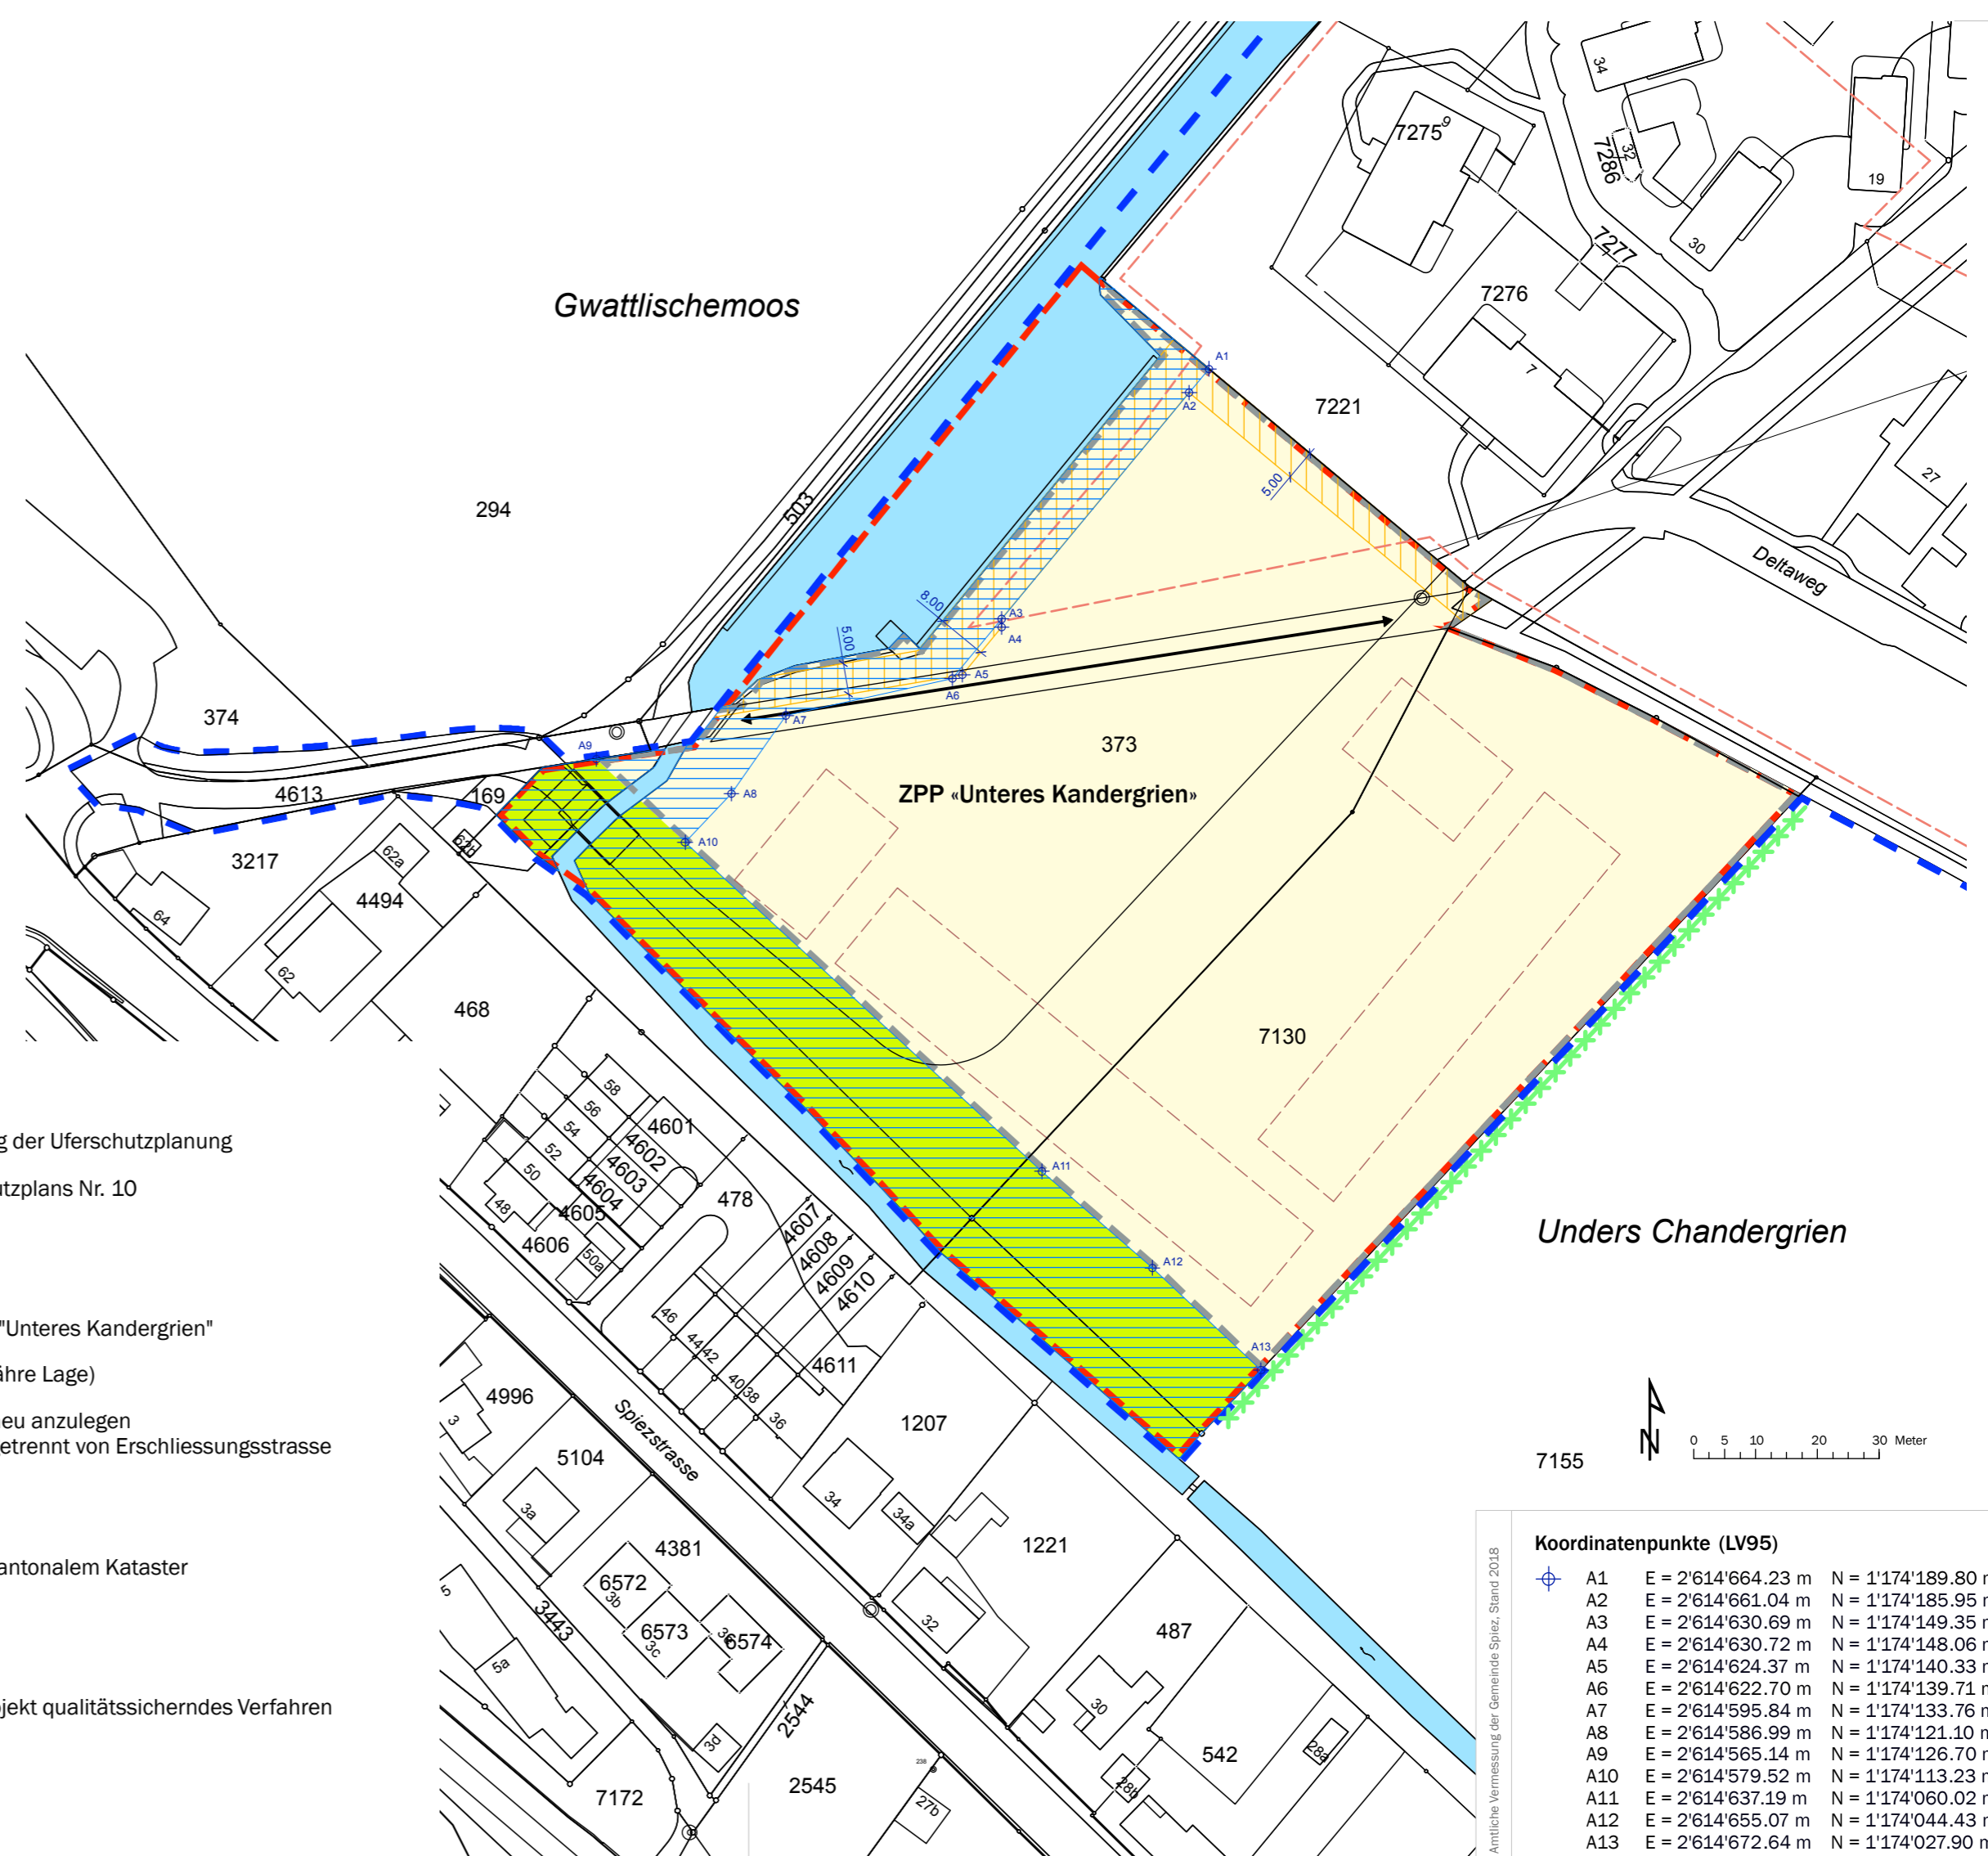 34
7275
9
7286
32
19
30
7277
Gwattlischemoos
7276
A1
A2
7
7221
294
503
5.00
27
Deltaweg
8.00
5.00
A3
A4
A5
A6
A7
374
373
A9
4613
169
A8
ZPP «Unteres Kandergrien»
62b
62a
A10
3217
4494
64
62
468
7130
58
56
54
52
50
48
4601
4602
4603
4604
4605
4606
50a
478
A11
4607
4608
4609
4610
Unders Chandergrien
A12
46
44
42
40
38
36
A13
4611
g der Uferschutzplanung
utzplans Nr. 10
"Unteres Kandergrien"
ähre Lage)
neu anzulegen
etrennt von Erschliessungsstrasse
antonalem Kataster
ojekt qualitätssicherndes Verfahren
4996
3
Spiezstrasse
1207
5104
3a
34
34a
7155
N
0 5 10 20 30 Meter
4381
1221
5
6572
3b
6573
3c
6574
3443
5a
32
487
30
3d
2544
542
28a
28b
7172
2545
238
27b
Amtliche Vermessung der Gemeinde Spiez, Stand 2018
Koordinatenpunkte (LV95)
A1 E = 2'614'664.23 m N = 1'174'189.80 m
A2 E = 2'614'661.04 m N = 1'174'185.95 m
A3 E = 2'614'630.69 m N = 1'174'149.35 m
A4 E = 2'614'630.72 m N = 1'174'148.06 m
A5 E = 2'614'624.37 m N = 1'174'140.33 m
A6 E = 2'614'622.70 m N = 1'174'139.71 m
A7 E = 2'614'595.84 m N = 1'174'133.76 m
A8 E = 2'614'586.99 m N = 1'174'121.10 m
A9 E = 2'614'565.14 m N = 1'174'126.70 m
A10 E = 2'614'579.52 m N = 1'174'113.23 m
A11 E = 2'614'637.19 m N = 1'174'060.02 m
A12 E = 2'614'655.07 m N = 1'174'044.43 m
A13 E = 2'614'672.64 m N = 1'174'027.90 m